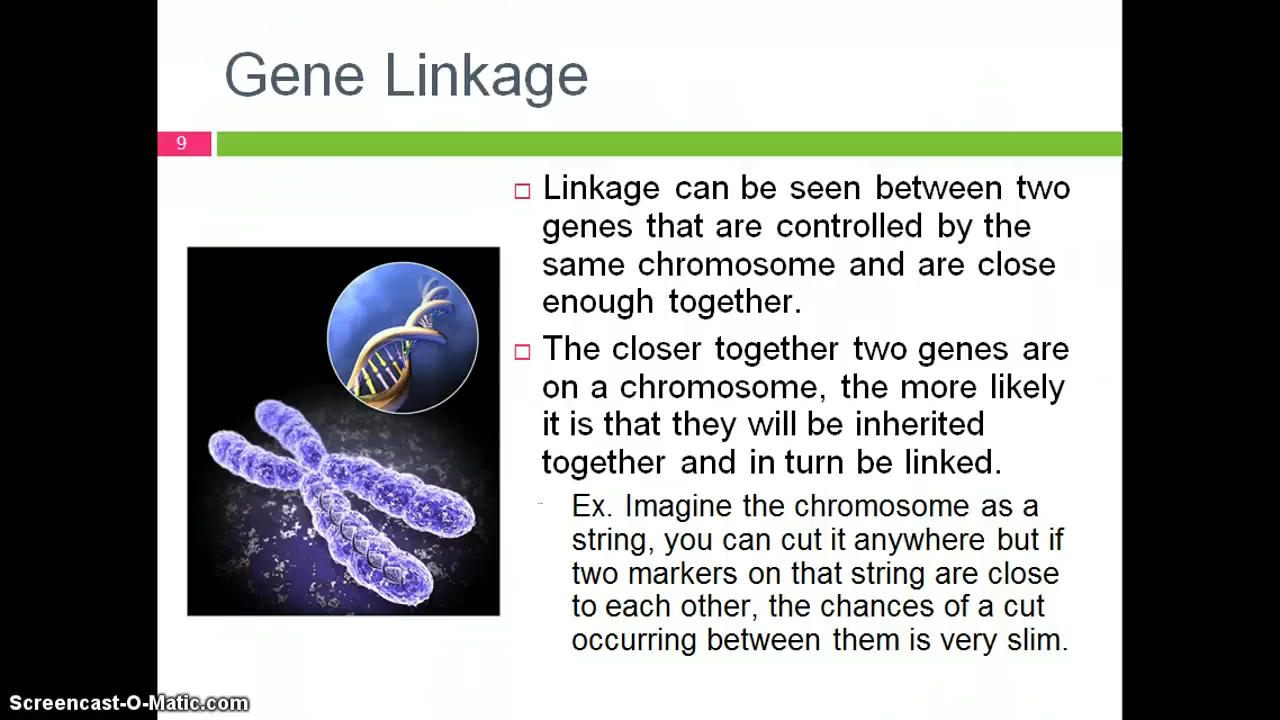 Gene Linkage
9
Linkage can be seen between two
genes that are controlled by the
same chromosome and are close
enough together.
The closer together two genes are
on a chromosome, the more likely
it is that they will be inherited
together and in turn be linked.
Ex. Imagine the chromosome as a
string, you can cut it anywhere but if
two markers on that string are close
to each other, the chances of a cut
occurring between them is very slim.
Screencast-O-Matic.com